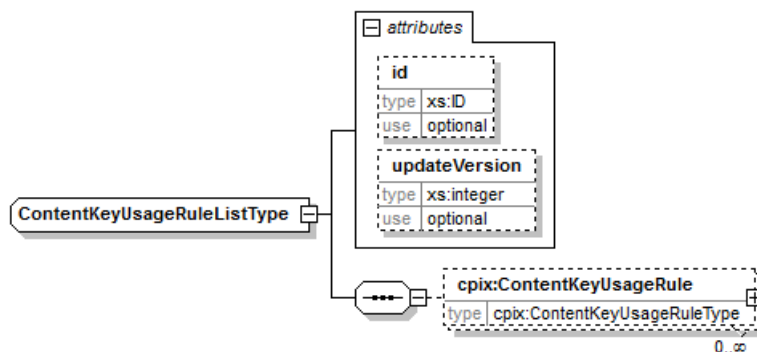 attributes
id
type xs:ID
use optional
updateVersion
type xs:integer
use optional
ContentKeyUsageRuleListType
cpix:ContentKeyUsageRule
type cpix:ContentKeyUsageRuleType
0..∞